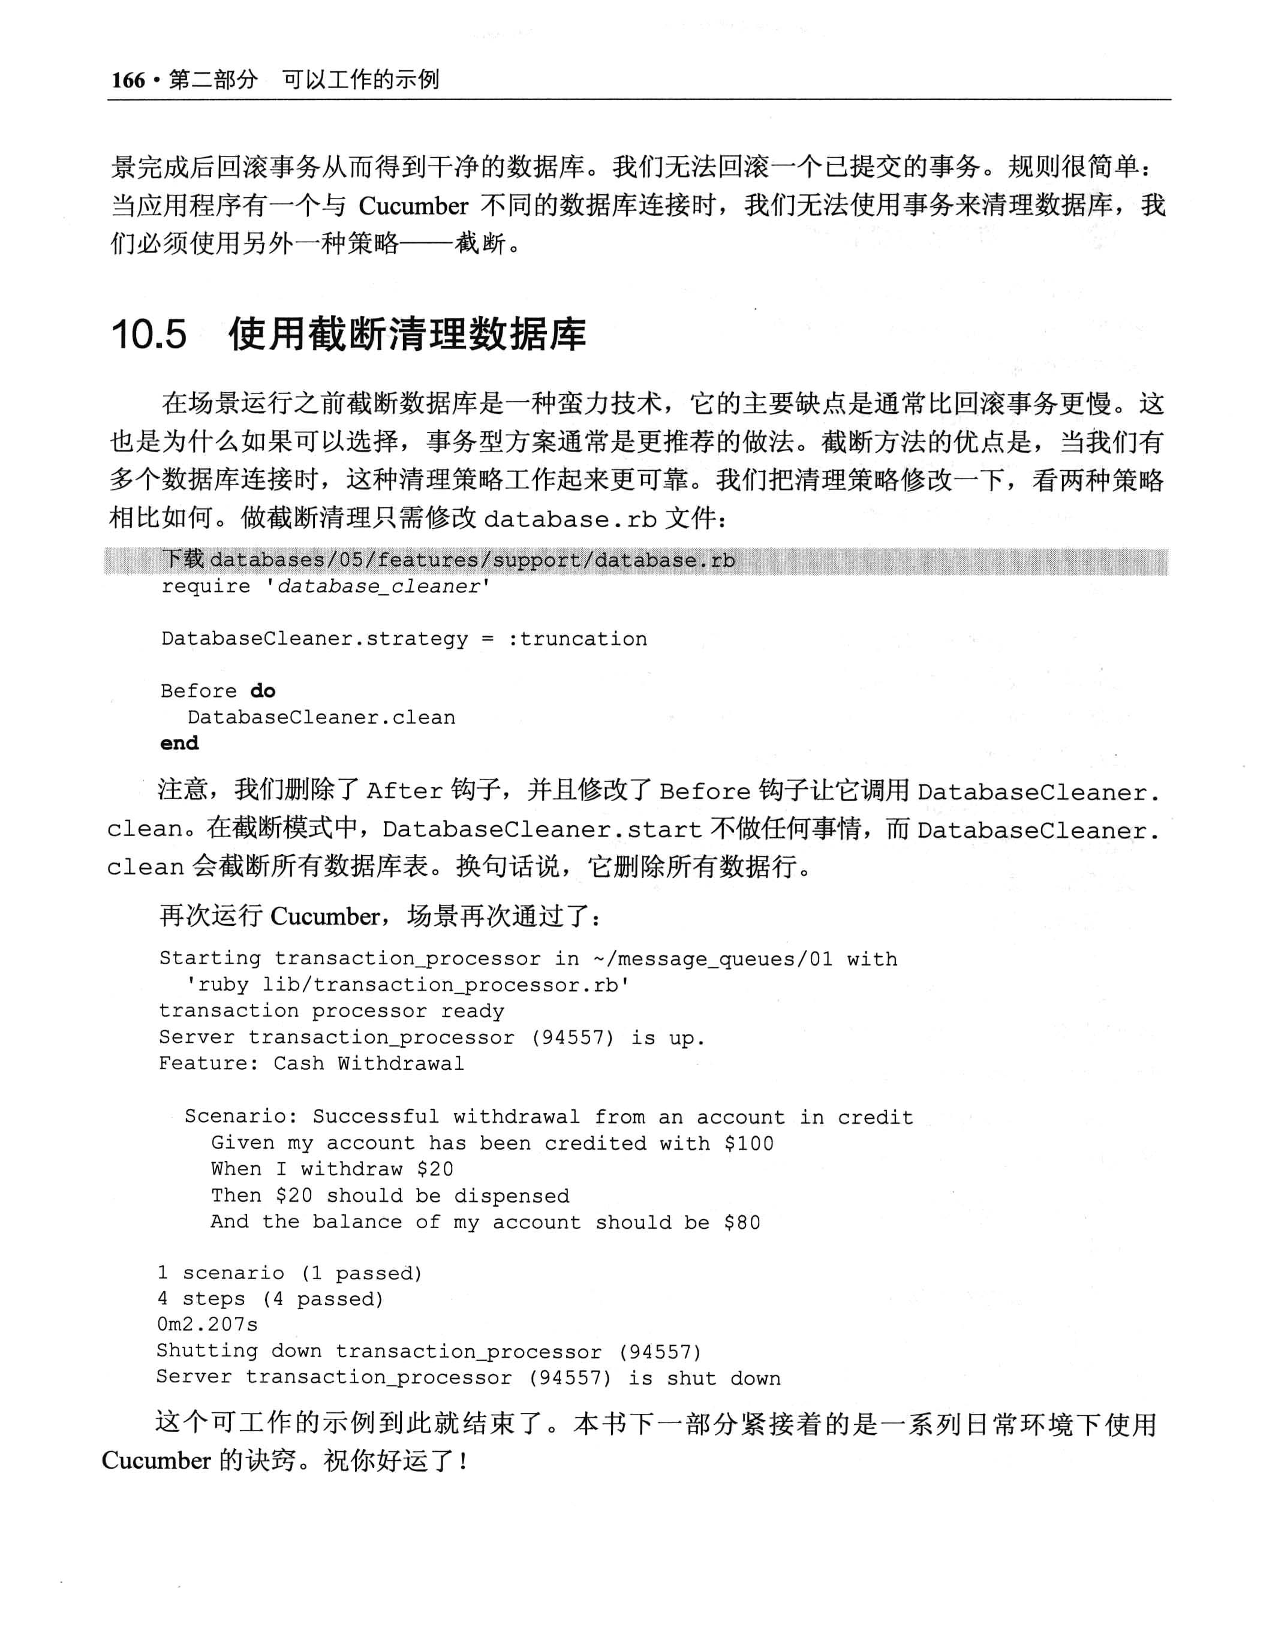 166·第二部分 可以工作的示例
景完成后回滚事务从而得到干净的数据库。我们无法回滚一个已提交的事务。规则很简单：
当应用程序有一个与 Cucumber 不同的数据库连接时，我们无法使用事务来清理数据库，我
们必须使用另外一种策略——截断。
10.5 使用截断清理数据库
在场景运行之前截断数据库是一种蛮力技术，它的主要缺点是通常比回滚事务更慢。这
也是为什么如果可以选择，事务型方案通常是更推荐的做法。截断方法的优点是，当我们有
多个数据库连接时，这种清理策略工作起来更可靠。我们把清理策略修改一下，看两种策略
相比如何。做截断清理只需修改 database.rb 文件：
下载 databases/05/features/support/database.rb
require 'database_cleaner'
DatabaseCleaner.strategy = :truncation
Before do
  DatabaseCleaner.clean
end
注意，我们删除了 After 钩子，并且修改了 Before 钩子让它调用 DatabaseCleaner.
clean。在截断模式中，DatabaseCleaner.start 不做任何事情，而 DatabaseCleaner.
clean 会截断所有数据库表。换句话说，它删除所有数据行。
再次运行 Cucumber，场景再次通过了：
Starting transaction_processor in ~/message_queues/01 with
  'ruby lib/transaction_processor.rb'
transaction processor ready
Server transaction_processor (94557) is up.
Feature: Cash Withdrawal
  Scenario: Successful withdrawal from an account in credit
    Given my account has been credited with $100
    When I withdraw $20
    Then $20 should be dispensed
    And the balance of my account should be $80
1 scenario (1 passed)
4 steps (4 passed)
0m2.207s
Shutting down transaction_processor (94557)
Server transaction_processor (94557) is shut down
这个可工作的示例到此就结束了。本书下一部分紧接着的是一系列日常环境下使用
Cucumber 的诀窍。祝你好运了！